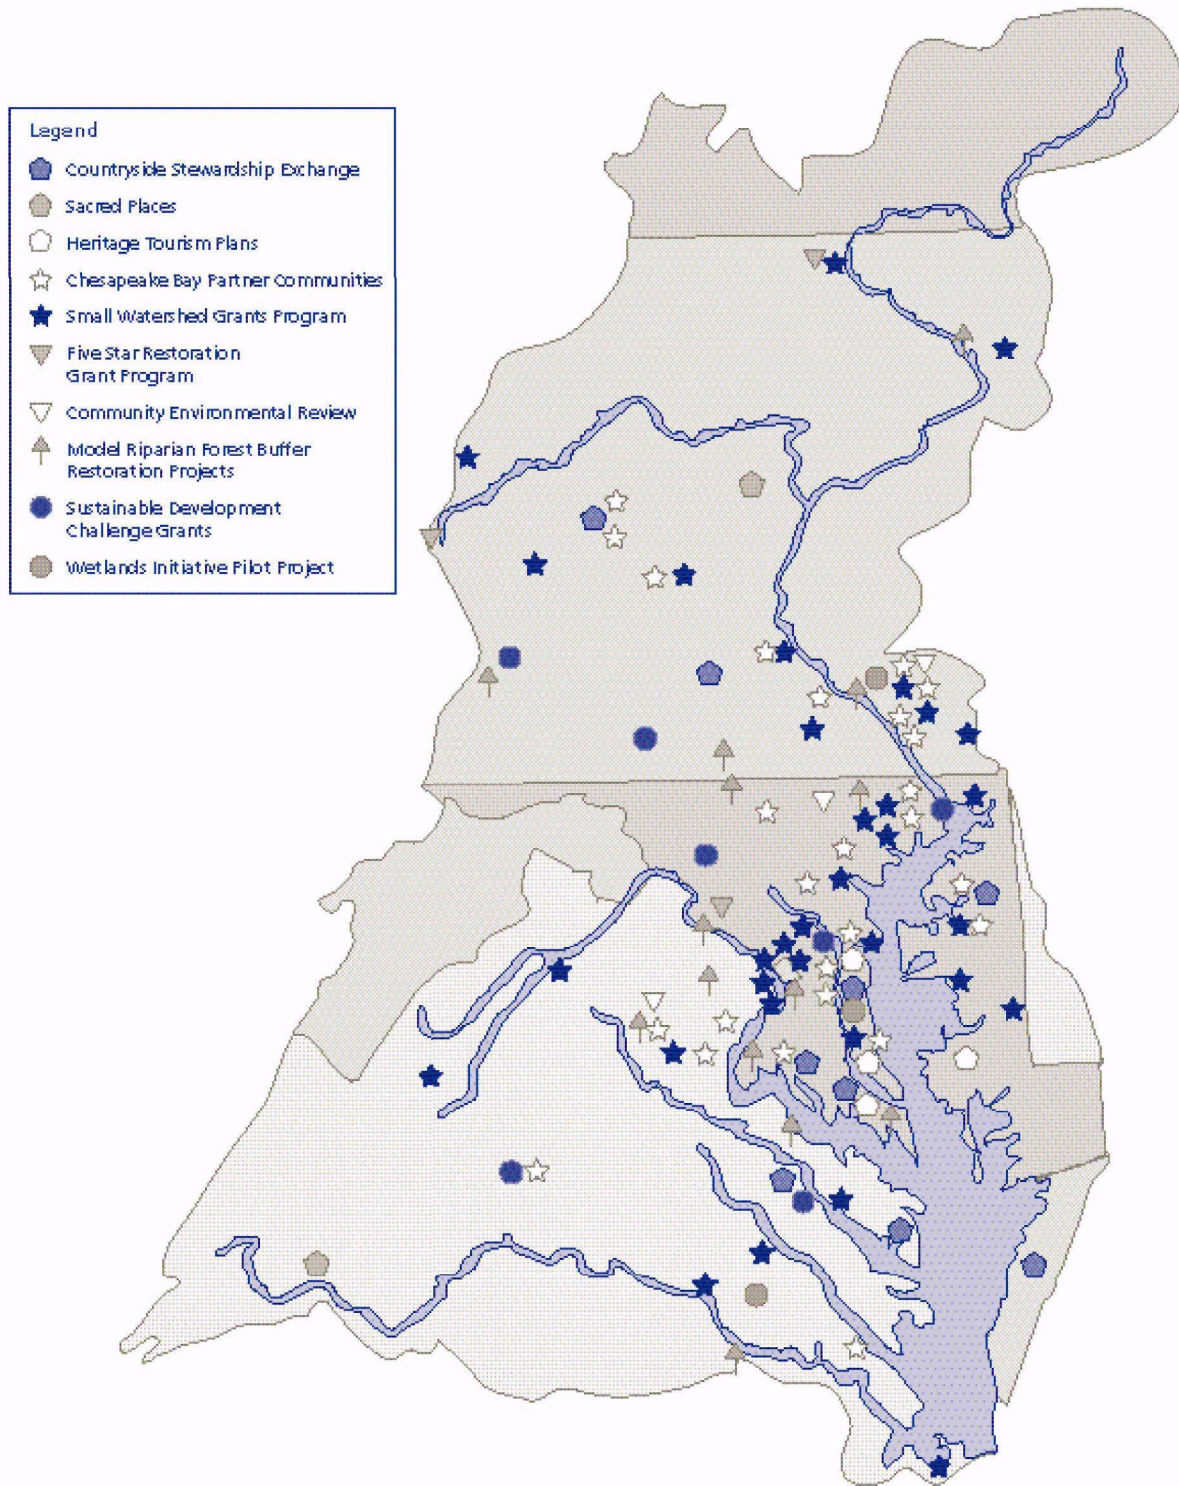 Legend
Countryside Stewardship Exchange
Sacred Places
Heritage Tourism Plans
Chesapeake Bay Partner Communities
Small Watershed Grants Program
Five Star Restoration
Grant Program
Community Environmental Review
Model Riparian Forest Buffer
Restoration Projects
Sustainable Development
Challenge Grants
Wetlands Initiative Pilot Project